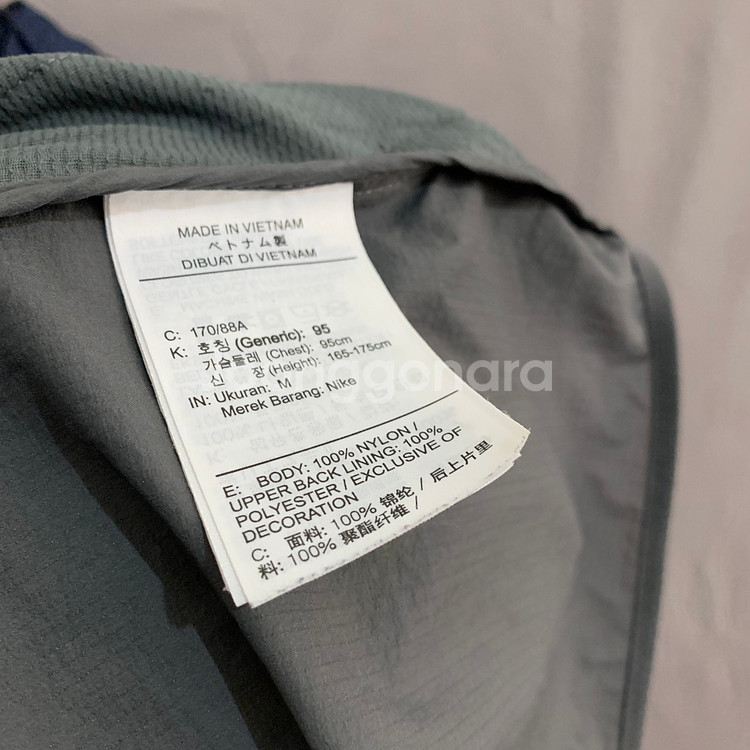 MADE IN VIETNAM
ベトナム製
DIBUAT DI VIETNAM
C: 170/88A
K: 호칭 (Generic): 95
가슴둘레 (Chest): 95cm
신 장 (Height): 165-175cm
IN: Ukuran: M
Merek Barang: Nike
E: BODY: 100% NYLON /
UPPER BACK LINING: 100%
POLYESTER / EXCLUSIVE OF
DECORATION
C: 面料: 100% 锦纶 / 后上片里
料: 100% 聚酯纤维 /